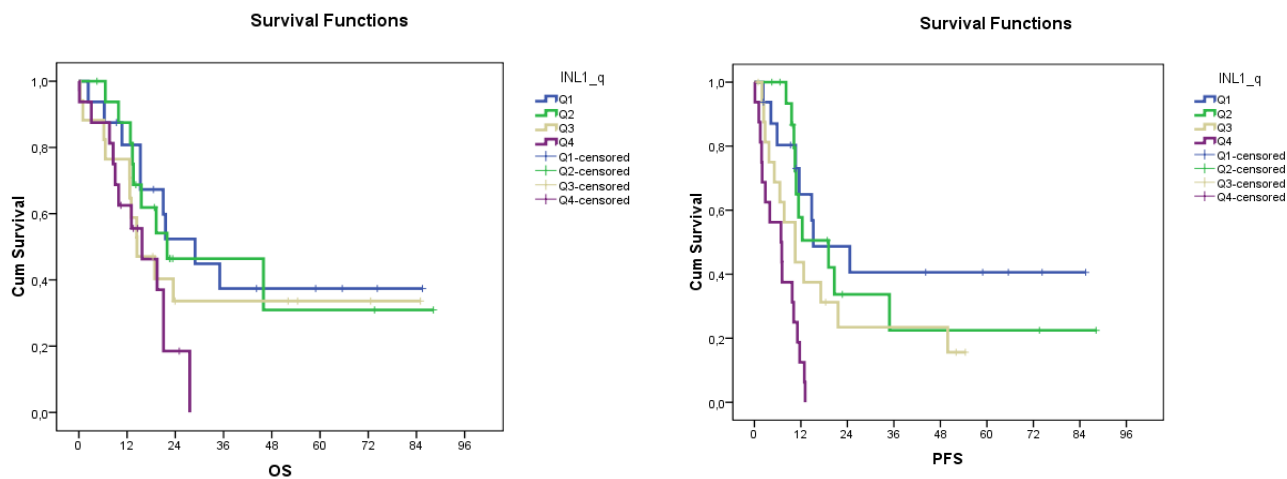 Survival Functions
Cum Survival
1,0
0,8
0,6
0,4
0,2
0,0
0 12 24 36 48 60 72 84 96
OS
INL1_q
Q1
Q2
Q3
Q4
Q1-censored
Q2-censored
Q3-censored
Q4-censored
Survival Functions
Cum Survival
1,0
0,8
0,6
0,4
0,2
0,0
0 12 24 36 48 60 72 84 96
PFS
INL1_q
Q1
Q2
Q3
Q4
Q1-censored
Q2-censored
Q3-censored
Q4-censored